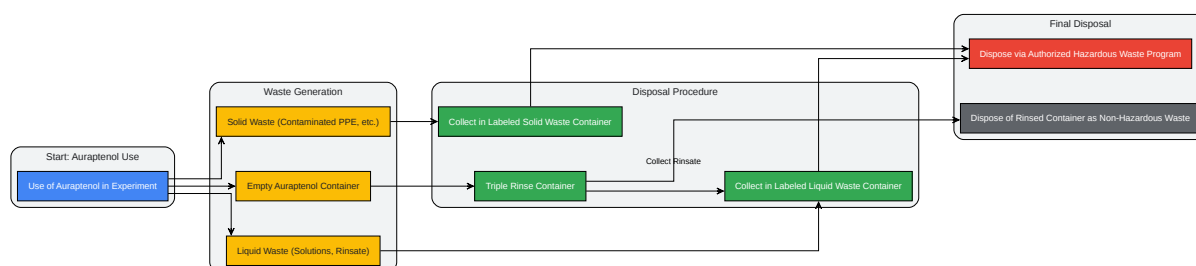 Start: Auraptenol Use
Use of Auraptenol in Experiment
Waste Generation
Solid Waste (Contaminated PPE, etc.)
Empty Auraptenol Container
Liquid Waste (Solutions, Rinsate)
Disposal Procedure
Collect in Labeled Solid Waste Container
Triple Rinse Container
Collect Rinsate
Collect in Labeled Liquid Waste Container
Final Disposal
Dispose via Authorized Hazardous Waste Program
Dispose of Rinsed Container as Non-Hazardous Waste